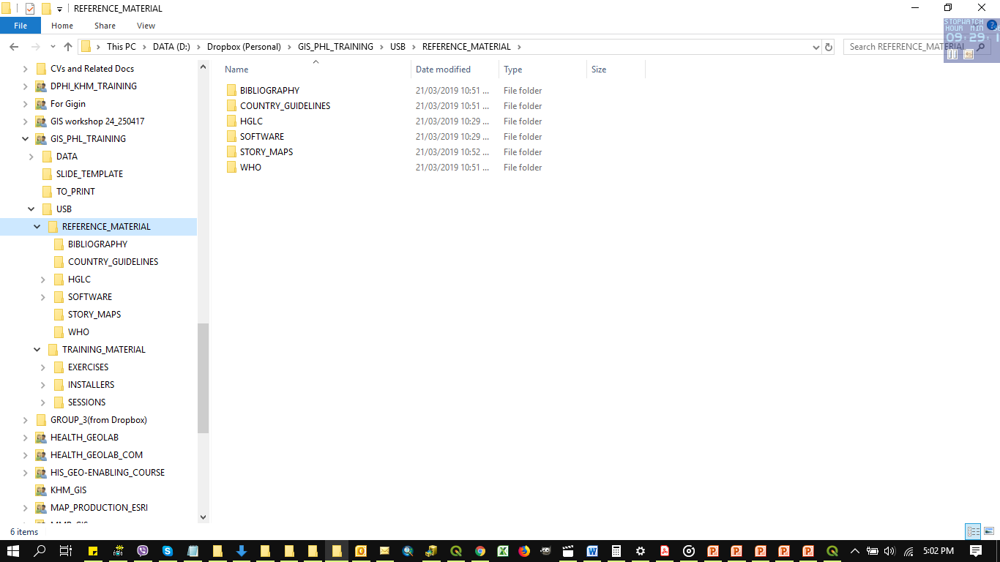 REFERENCE_MATERIAL
File Home Share View
STOPWATCH
HOUR MIN
09:29:1
This PC DATA (D:) Dropbox (Personal) GIS_PHL_TRAINING USB REFERENCE_MATERIAL
Search REFERENCE_MATERIAL
CVs and Related Docs
DPHI_KHM_TRAINING
For Gigin
GIS workshop 24_250417
GIS_PHL_TRAINING
DATA
SLIDE_TEMPLATE
TO_PRINT
USB
REFERENCE_MATERIAL
BIBLIOGRAPHY
COUNTRY_GUIDELINES
HGLC
SOFTWARE
STORY_MAPS
WHO
TRAINING_MATERIAL
EXERCISES
INSTALLERS
SESSIONS
GROUP_3(from Dropbox)
HEALTH_GEOLAB
HEALTH_GEOLAB_COM
HIS_GEO-ENABLING_COURSE
KHM_GIS
MAP_PRODUCTION_ESRI
Name Date modified Type Size
BIBLIOGRAPHY 21/03/2019 10:51 ... File folder
COUNTRY_GUIDELINES 21/03/2019 10:51 ... File folder
HGLC 21/03/2019 10:29 ... File folder
SOFTWARE 21/03/2019 10:29 ... File folder
STORY_MAPS 21/03/2019 10:52 ... File folder
WHO 21/03/2019 10:51 ... File folder
6 items
5:02 PM